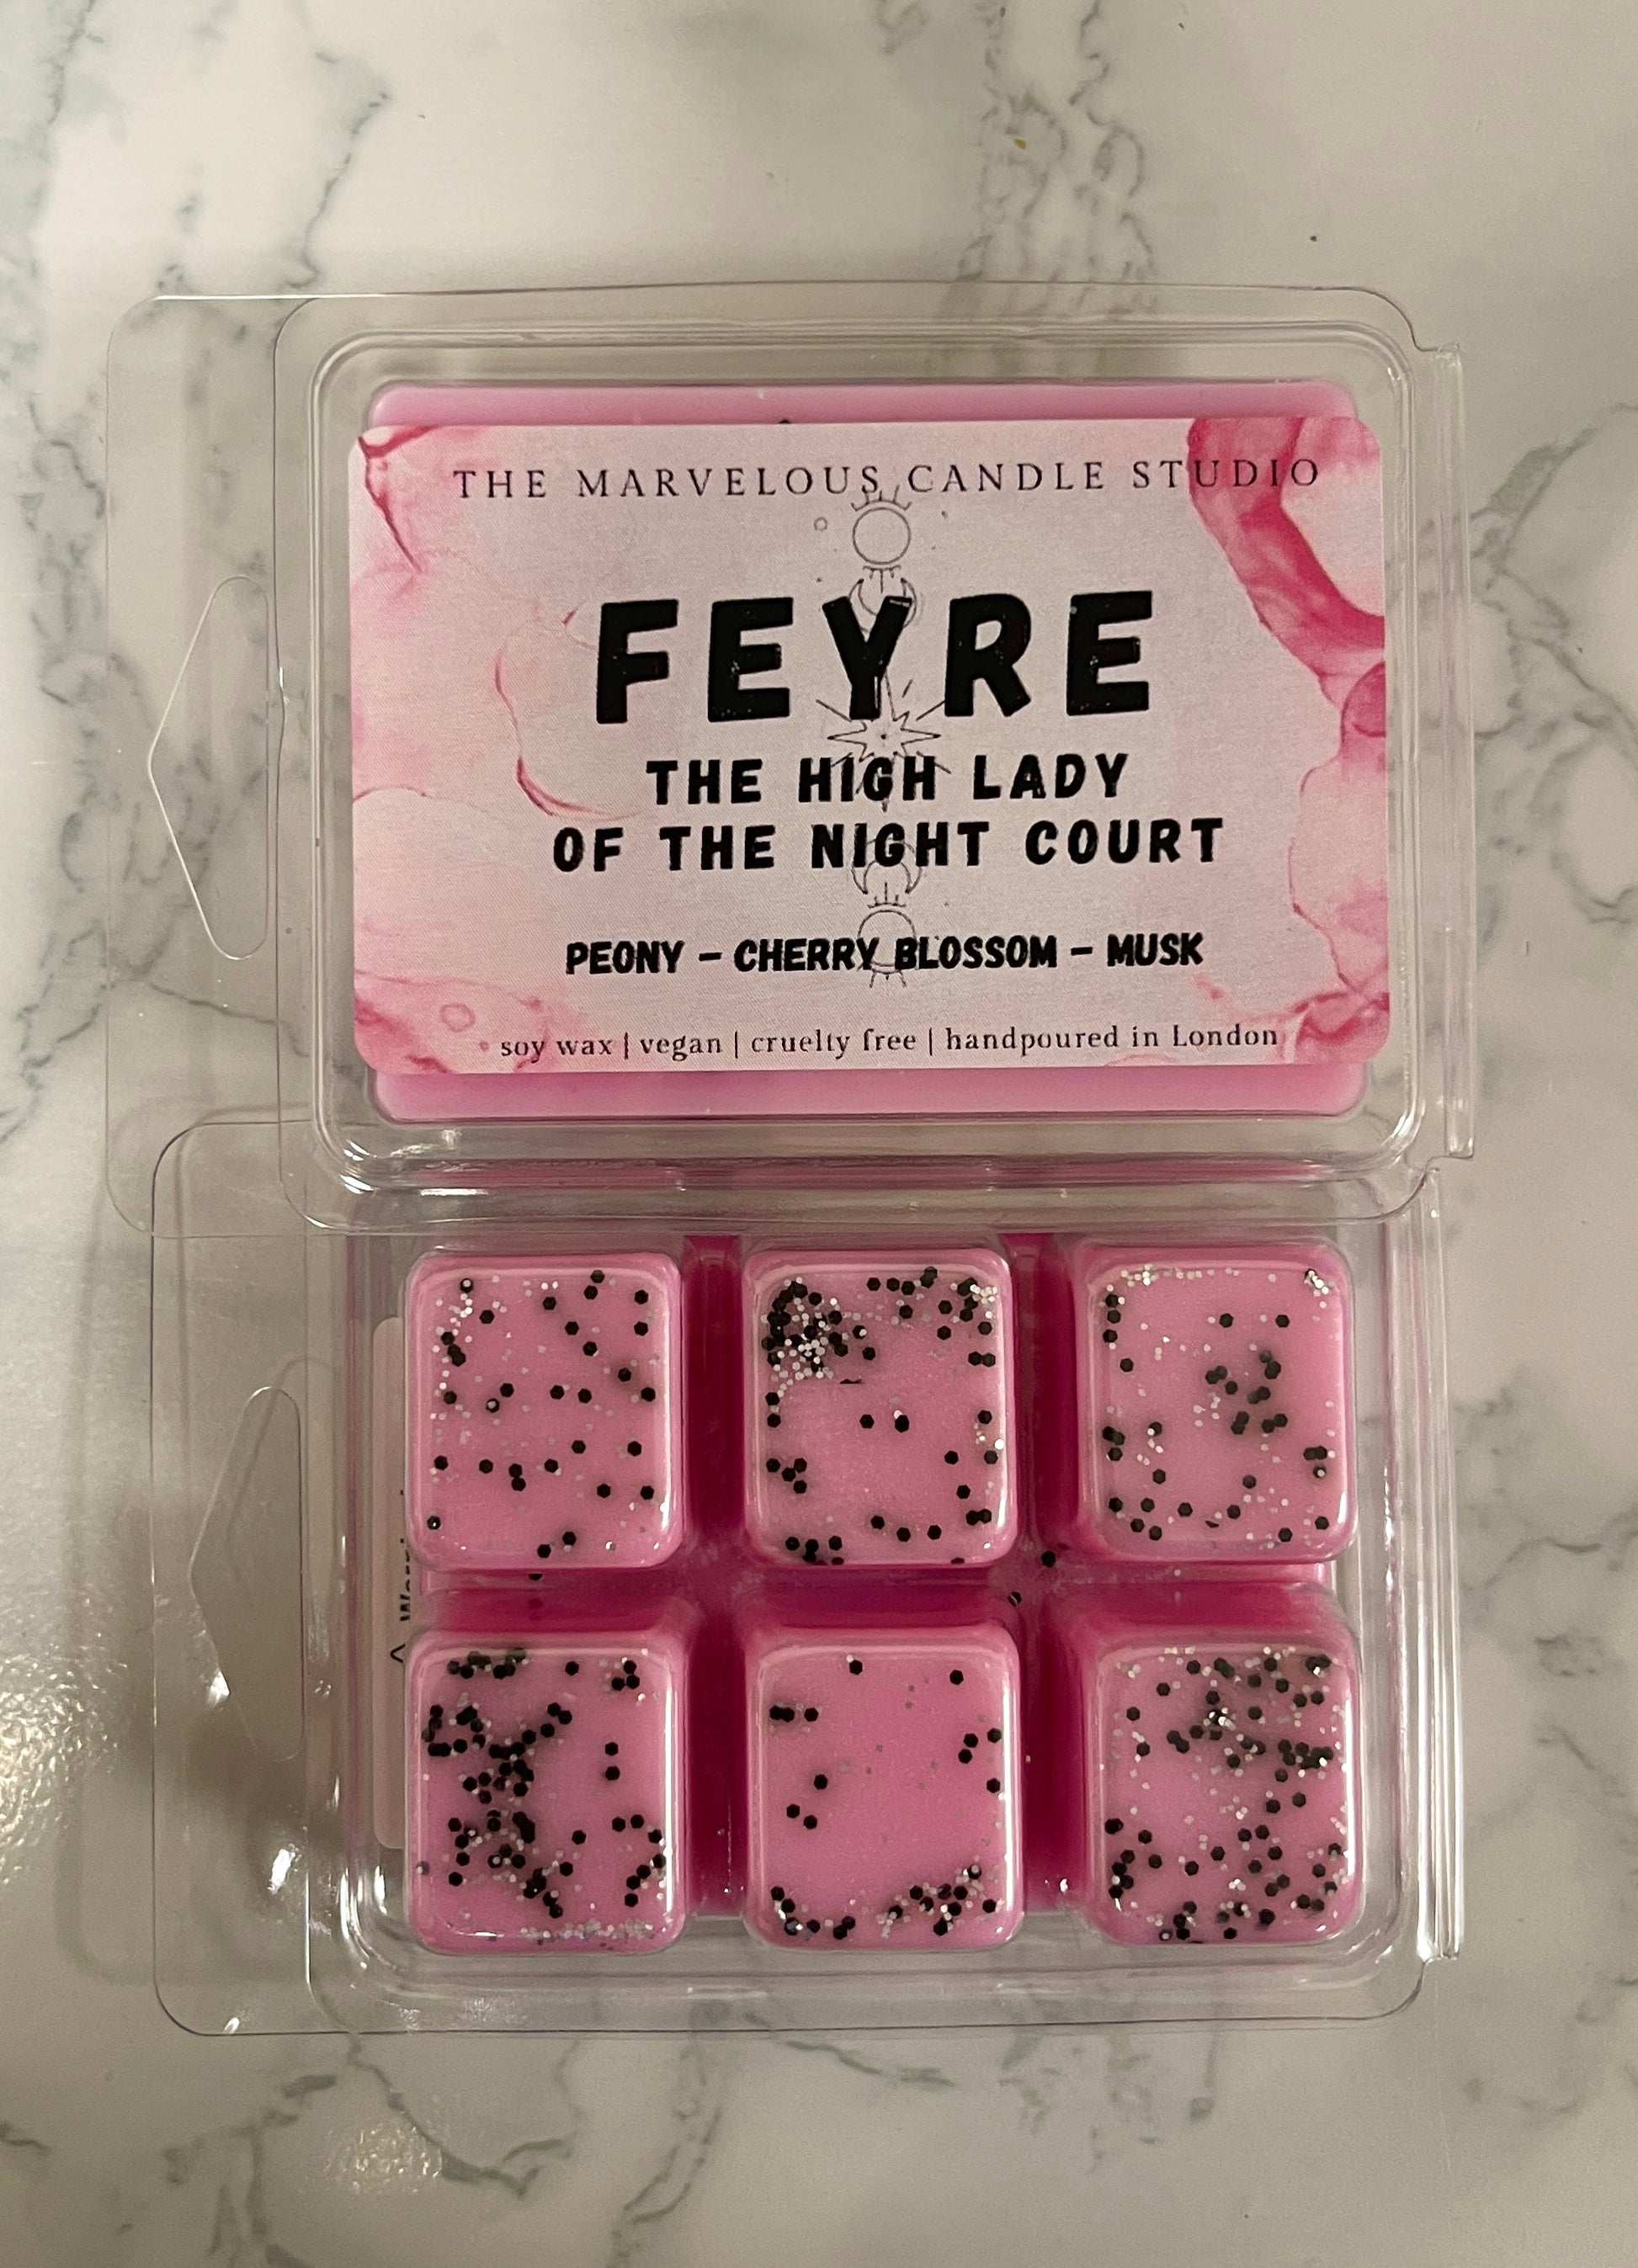 THE MARVELOUS CANDLE STUDIO
FEYRE
THE HIGH LADY
OF THE NIGHT COURT
PEONY – CHERRY BLOSSOM – MUSK
soy wax | vegan | cruelty free | handpoured in London